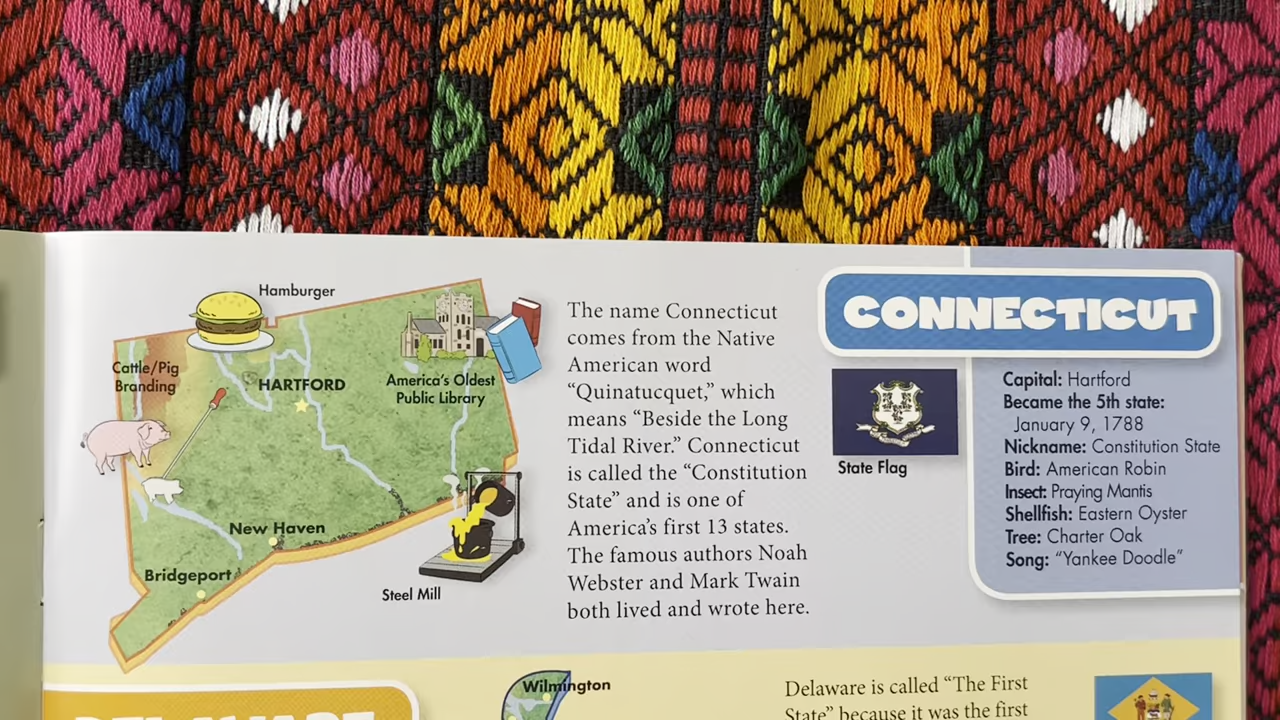 Hamburger
Cattle/Pig
Branding
HARTFORD
America's Oldest
Public Library
New Haven
Bridgeport
Steel Mill
The name Connecticut
comes from the Native
American word
“Quinatucquet,” which
means “Beside the Long
Tidal River.” Connecticut
is called the “Constitution
State” and is one of
America's first 13 states.
The famous authors Noah
Webster and Mark Twain
both lived and wrote here.
CONNECTICUT
State Flag
Capital: Hartford
Became the 5th state:
January 9, 1788
Nickname: Constitution State
Bird: American Robin
Insect: Praying Mantis
Shellfish: Eastern Oyster
Tree: Charter Oak
Song: “Yankee Doodle”
DELAWARE
Wilmington
Delaware is called “The First
State” because it was the first